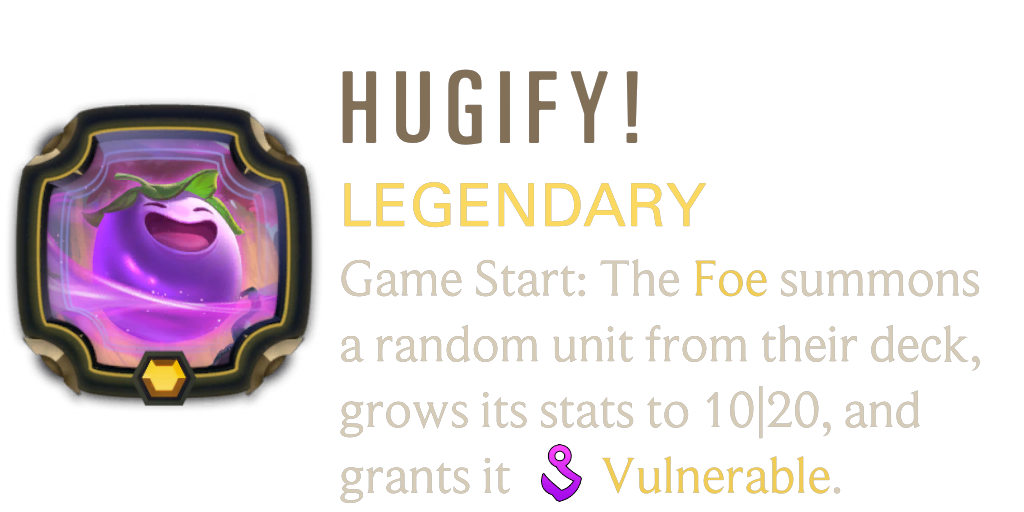 HUGIFY!
LEGENDARY
Game Start: The Foe summons
a random unit from their deck,
grows its stats to 10|20, and
grants it Vulnerable.